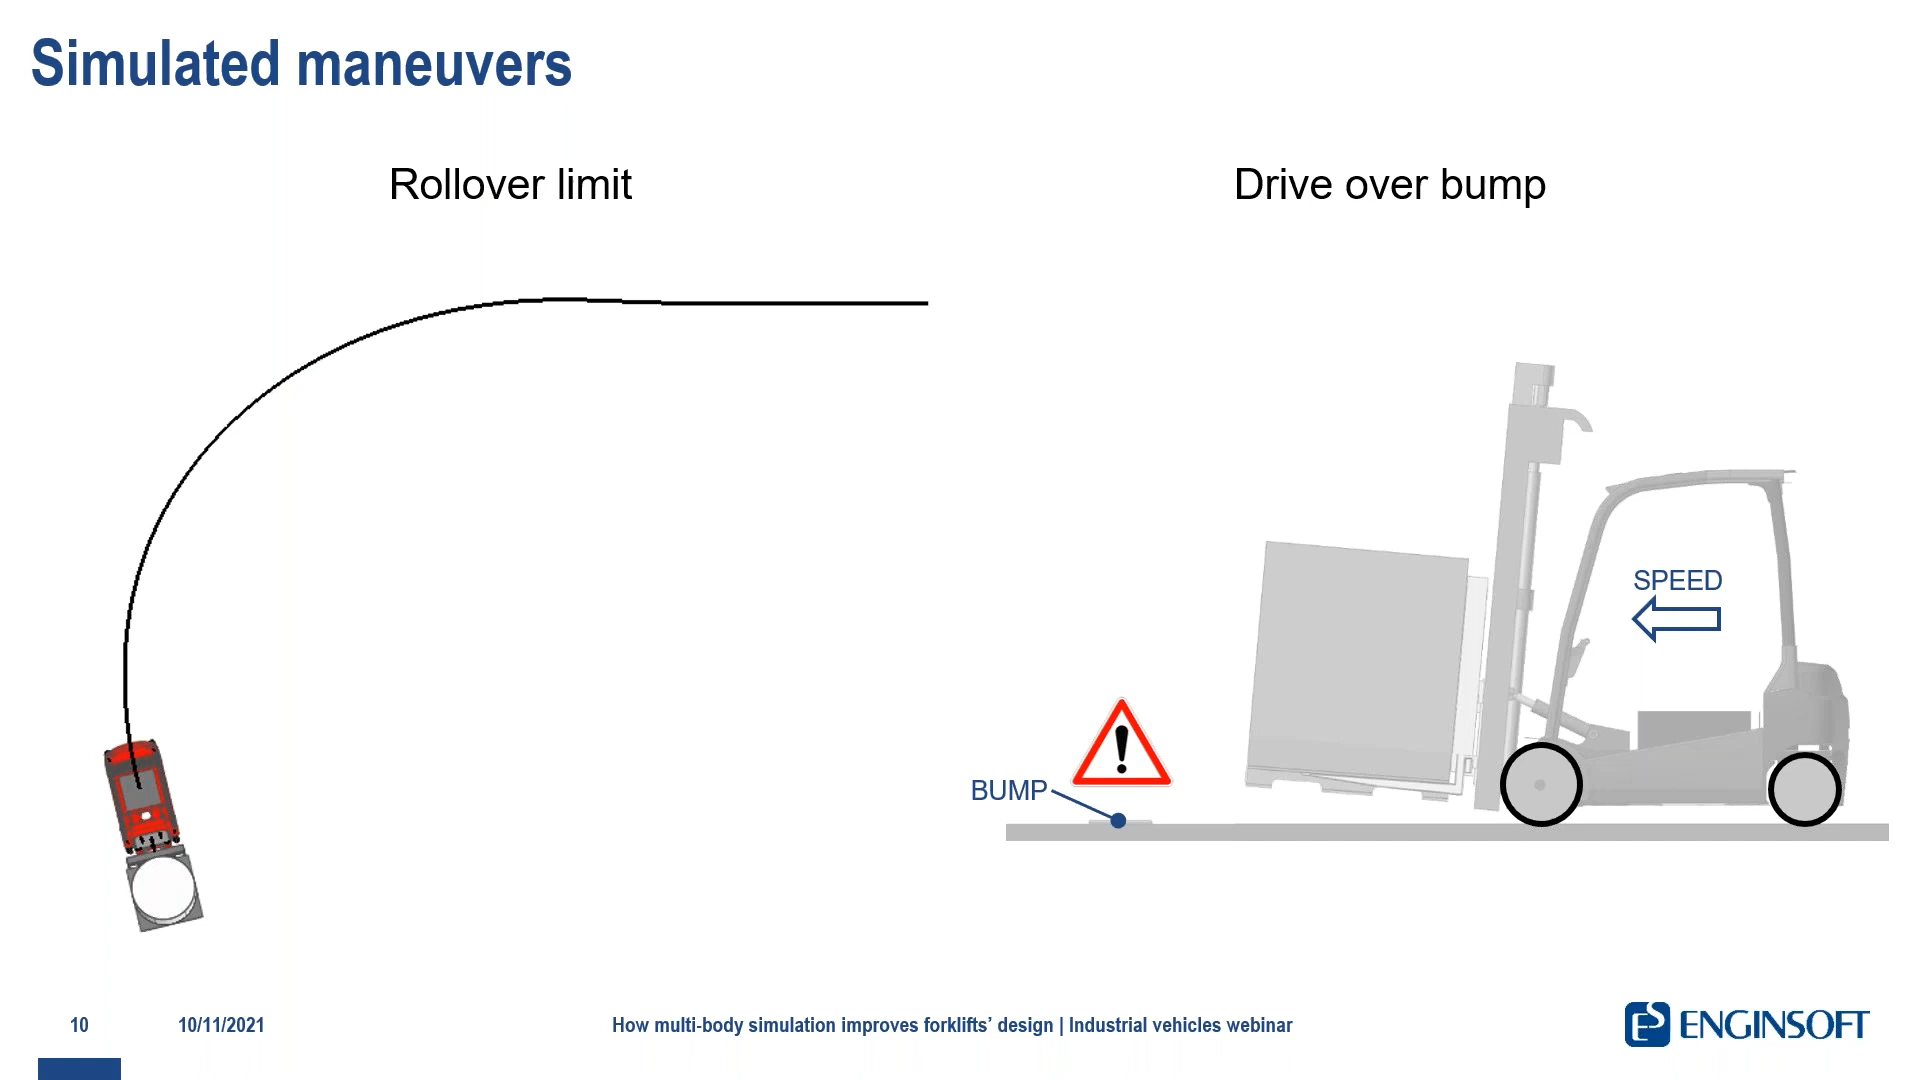 Simulated maneuvers
Rollover limit
Drive over bump
SPEED
BUMP
10
10/11/2021
How multi-body simulation improves forklifts’ design | Industrial vehicles webinar
ES ENGINSOFT